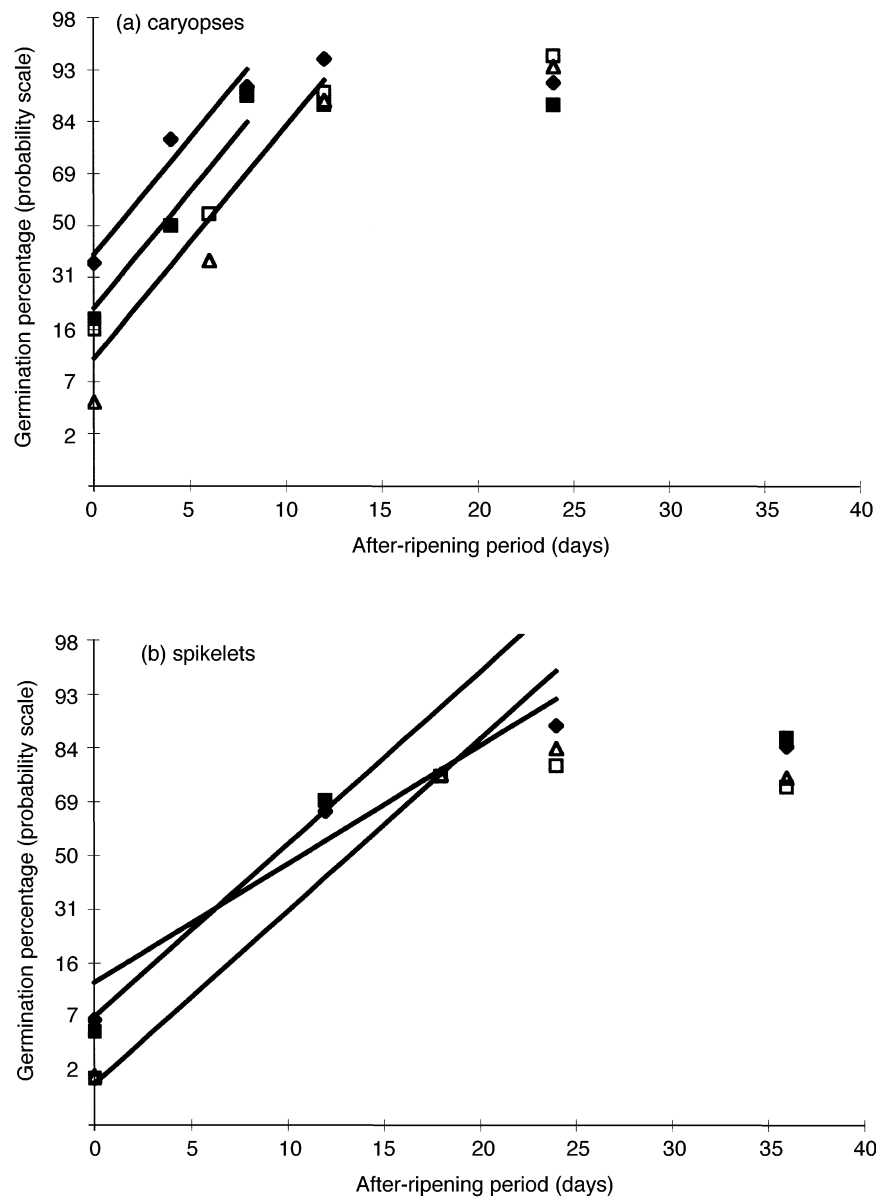 (a) caryopses
Germination percentage (probability scale)
98
93
84
69
50
31
16
7
2
0 5 10 15 20 25 30 35 40
After-ripening period (days)
(b) spikelets
Germination percentage (probability scale)
98
93
84
69
50
31
16
7
2
0 5 10 15 20 25 30 35 40
After-ripening period (days)